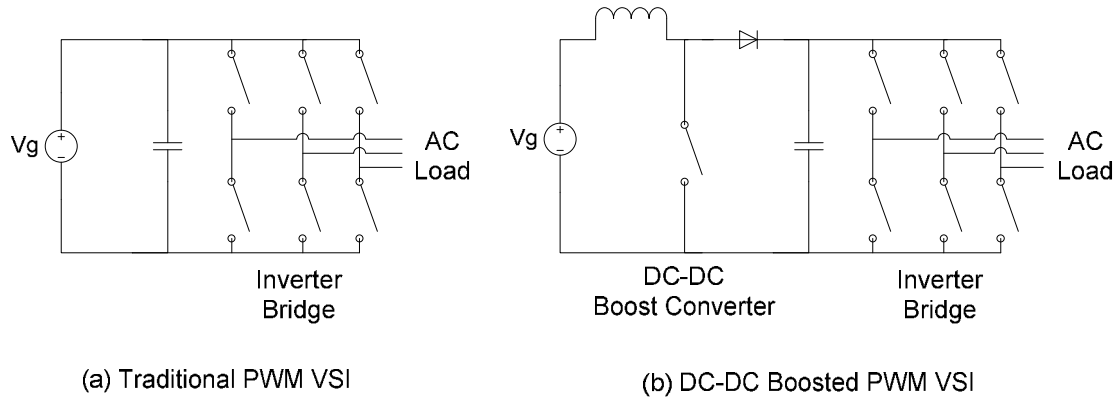 Vg
+
−
AC
Load
Inverter
Bridge
(a) Traditional PWM VSI
Vg
+
−
AC
Load
DC-DC
Boost Converter
Inverter
Bridge
(b) DC-DC Boosted PWM VSI